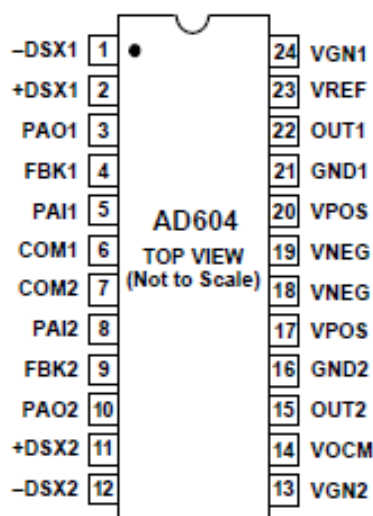 –DSX1 1 24 VGN1
+DSX1 2 23 VREF
PAO1 3 22 OUT1
FBK1 4 21 GND1
PAI1 5 20 VPOS
COM1 6 19 VNEG
COM2 7 18 VNEG
PAI2 8 17 VPOS
FBK2 9 16 GND2
PAO2 10 15 OUT2
+DSX2 11 14 VOCM
–DSX2 12 13 VGN2
AD604
TOP VIEW
(Not to Scale)